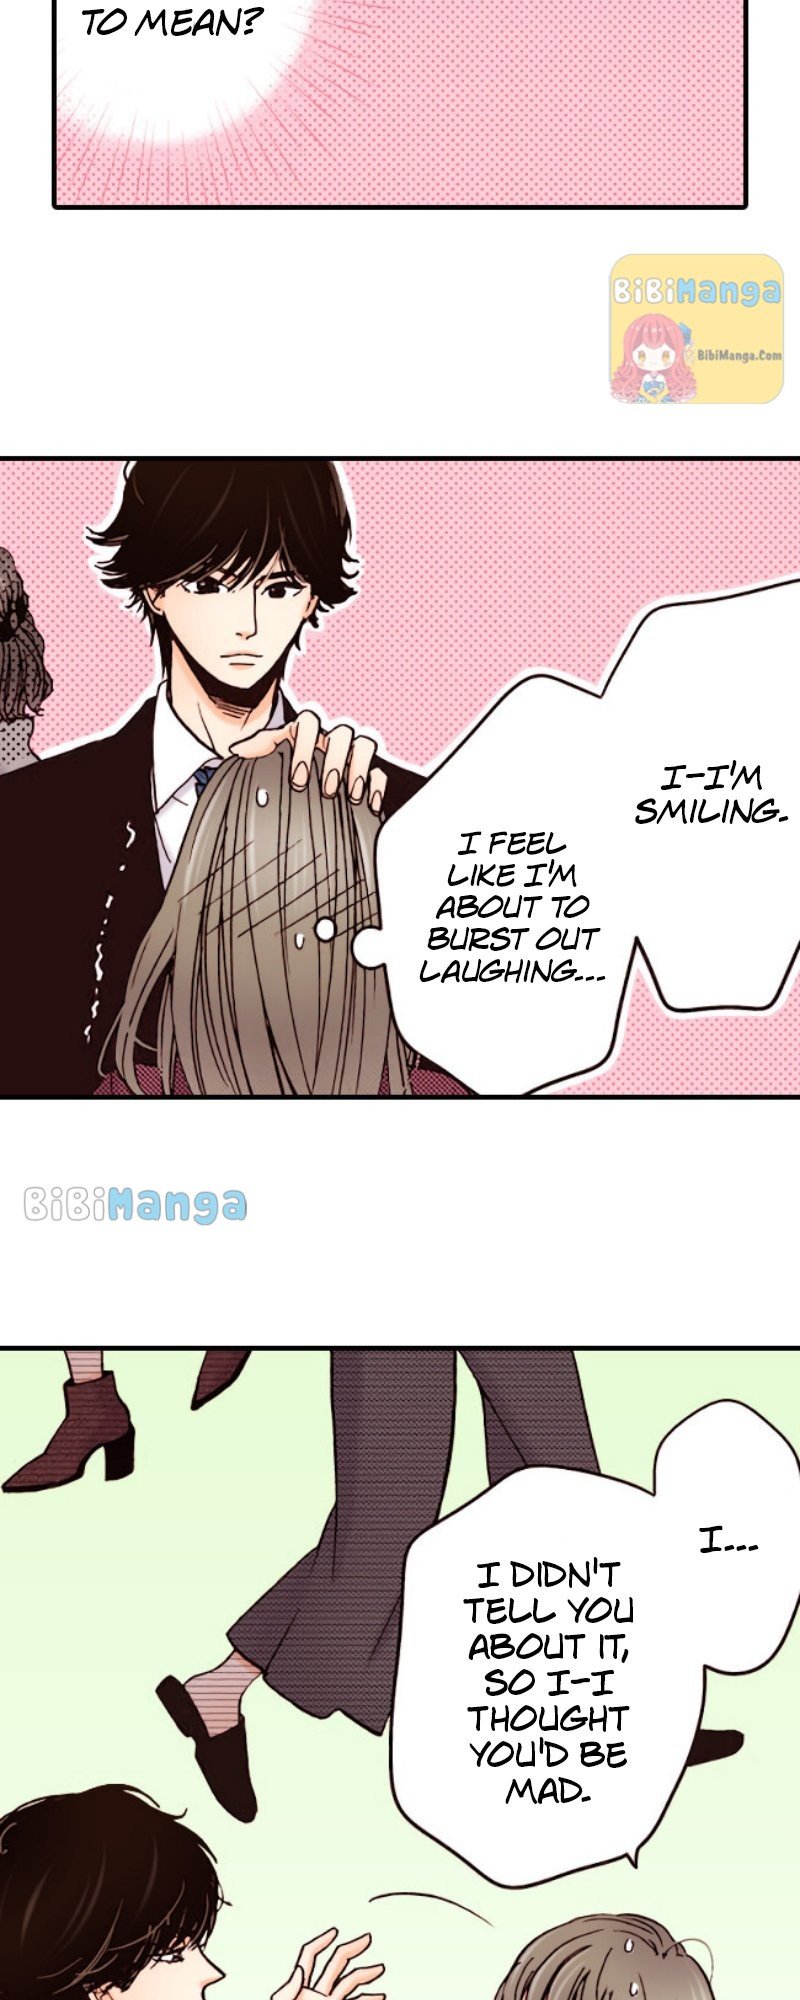 TO MEAN?
BiBiManga
BibiManga.Com
I-I'M
SMILING.
I FEEL
LIKE I'M
ABOUT TO
BURST OUT
LAUGHING...
BiBiManga
I...
I DIDN'T
TELL YOU
ABOUT IT,
SO I-I
THOUGHT
YOU'D BE
MAD.